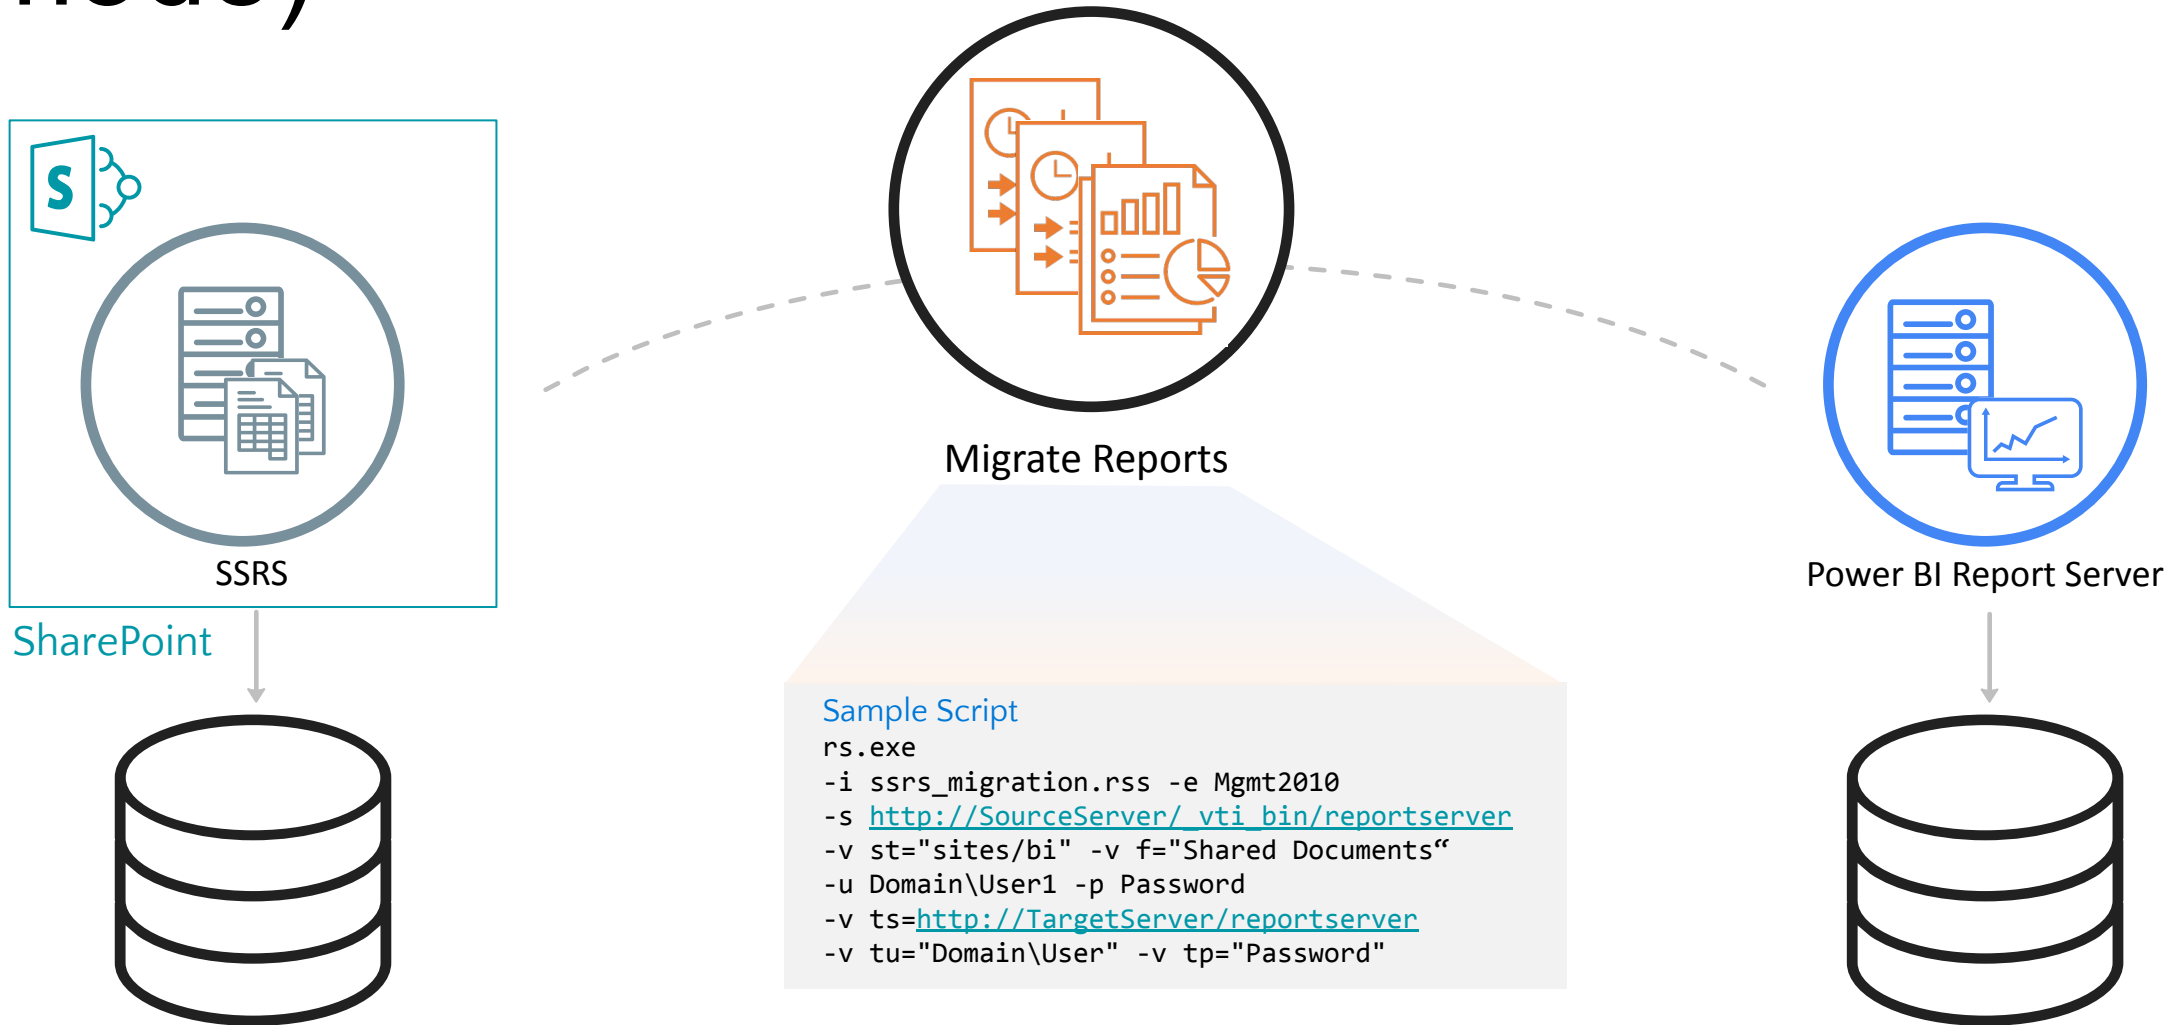 SSRS
SharePoint
Migrate Reports
Power BI Report Server
Sample Script
rs.exe
-i ssrs_migration.rss -e Mgmt2010
-s http://SourceServer/_vti_bin/reportserver
-v st="sites/bi" -v f="Shared Documents“
-u Domain\User1 -p Password
-v ts=http://TargetServer/reportserver
-v tu="Domain\User" -v tp="Password"